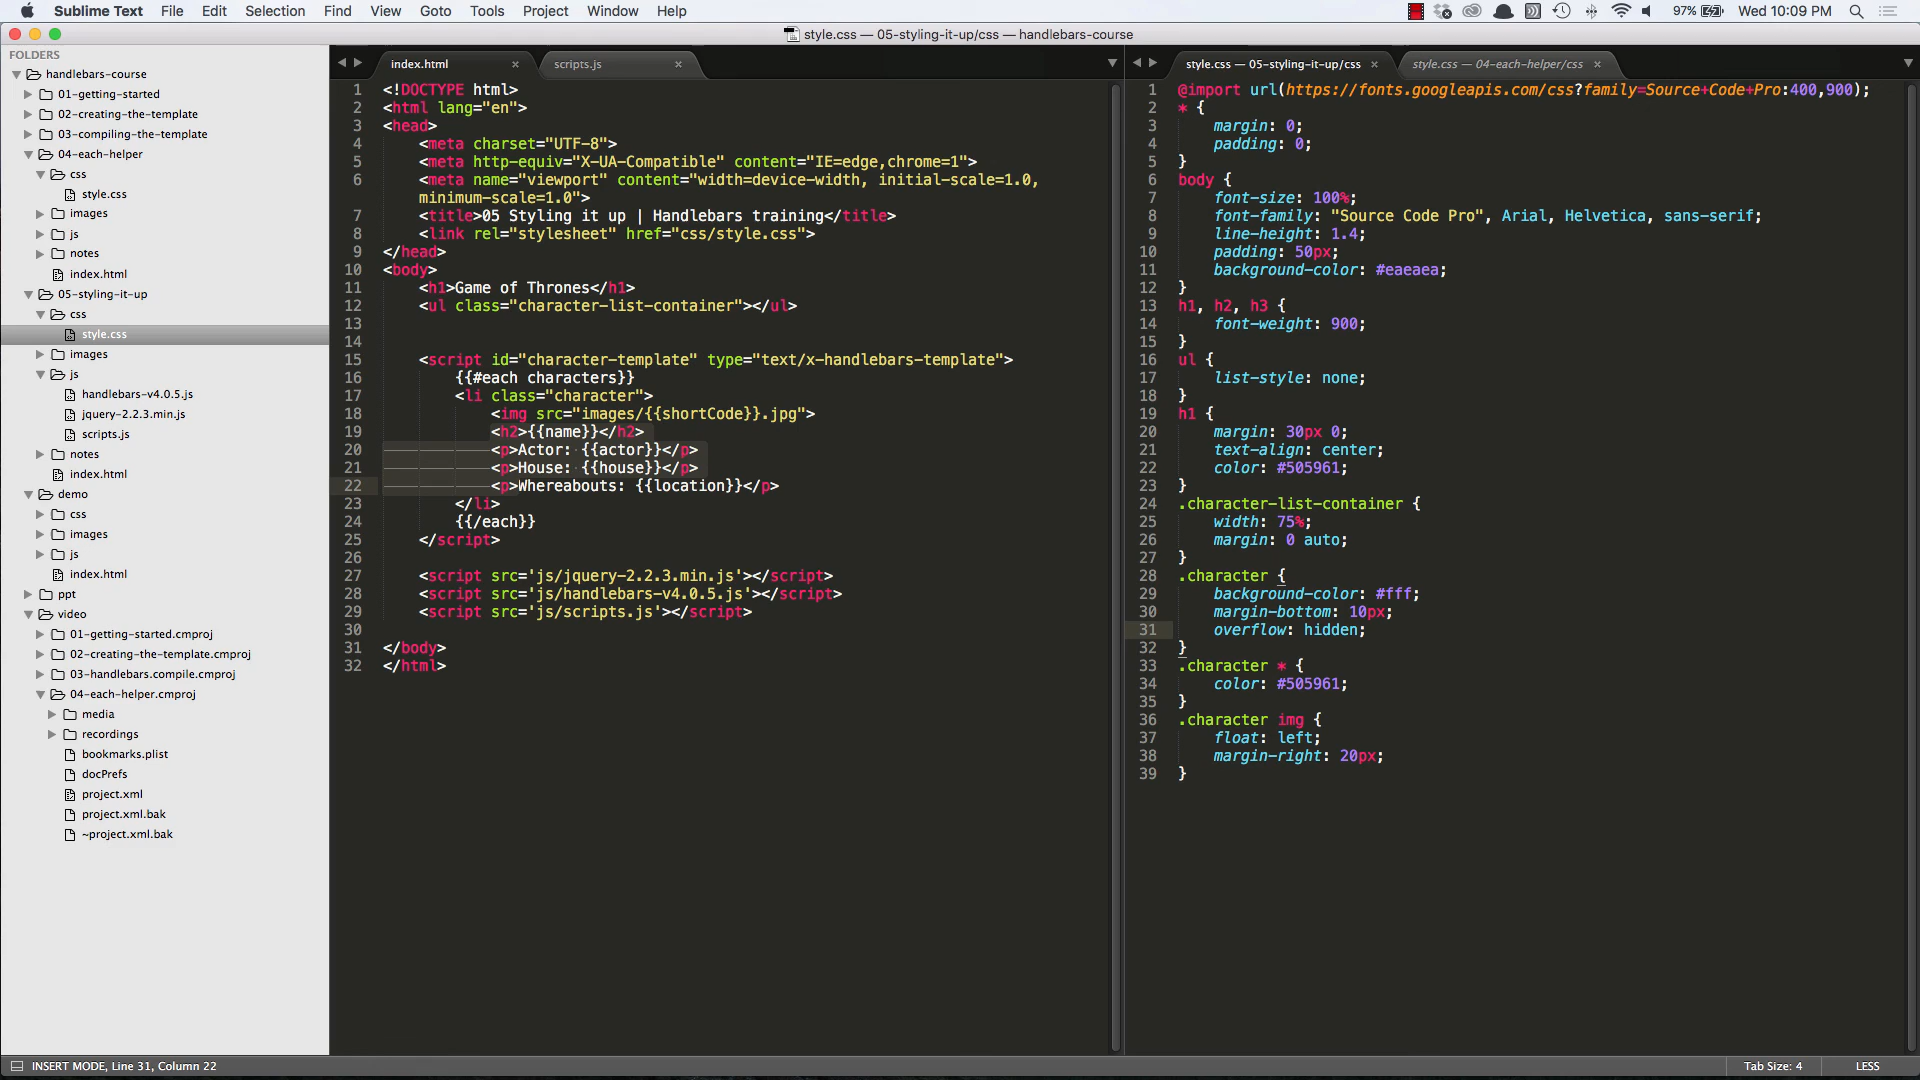 Sublime Text File Edit Selection Find View Goto Tools Project Window Help 97% Wed 10:09 PM
style.css — 05-styling-it-up/css — handlebars-course
FOLDERS
handlebars-course
01-getting-started
02-creating-the-template
03-compiling-the-template
04-each-helper
css
style.css
images
js
notes
index.html
05-styling-it-up
css
style.css
images
js
handlebars-v4.0.5.js
jquery-2.2.3.min.js
scripts.js
notes
index.html
demo
css
images
js
index.html
ppt
video
01-getting-started.cmproj
02-creating-the-template.cmproj
03-handlebars.compile.cmproj
04-each-helper.cmproj
media
recordings
bookmarks.plist
docPrefs
project.xml
project.xml.bak
~project.xml.bak
index.html × scripts.js ×
1 <!DOCTYPE html>
2 <html lang="en">
3 <head>
4 <meta charset="UTF-8">
5 <meta http-equiv="X-UA-Compatible" content="IE=edge,chrome=1">
6 <meta name="viewport" content="width=device-width, initial-scale=1.0,
minimum-scale=1.0">
7 <title>05 Styling it up | Handlebars training</title>
8 <link rel="stylesheet" href="css/style.css">
9 </head>
10 <body>
11 <h1>Game of Thrones</h1>
12 <ul class="character-list-container"></ul>
13
14
15 <script id="character-template" type="text/x-handlebars-template">
16 {{#each characters}}
17 <li class="character">
18 <img src="images/{{shortCode}}.jpg">
19 <h2>{{name}}</h2>
20 <p>Actor: {{actor}}</p>
21 <p>House: {{house}}</p>
22 <p>Whereabouts: {{location}}</p>
23 </li>
24 {{/each}}
25 </script>
26
27 <script src='js/jquery-2.2.3.min.js'></script>
28 <script src='js/handlebars-v4.0.5.js'></script>
29 <script src='js/scripts.js'></script>
30
31 </body>
32 </html>
style.css — 05-styling-it-up/css × style.css — 04-each-helper/css ×
1 @import url(https://fonts.googleapis.com/css?family=Source+Code+Pro:400,900);
2 * {
3 margin: 0;
4 padding: 0;
5 }
6 body {
7 font-size: 100%;
8 font-family: "Source Code Pro", Arial, Helvetica, sans-serif;
9 line-height: 1.4;
10 padding: 50px;
11 background-color: #eaeaea;
12 }
13 h1, h2, h3 {
14 font-weight: 900;
15 }
16 ul {
17 list-style: none;
18 }
19 h1 {
20 margin: 30px 0;
21 text-align: center;
22 color: #505961;
23 }
24 .character-list-container {
25 width: 75%;
26 margin: 0 auto;
27 }
28 .character {
29 background-color: #fff;
30 margin-bottom: 10px;
31 overflow: hidden;
32 }
33 .character * {
34 color: #505961;
35 }
36 .character img {
37 float: left;
38 margin-right: 20px;
39 }
INSERT MODE, Line 31, Column 22 Tab Size: 4 LESS